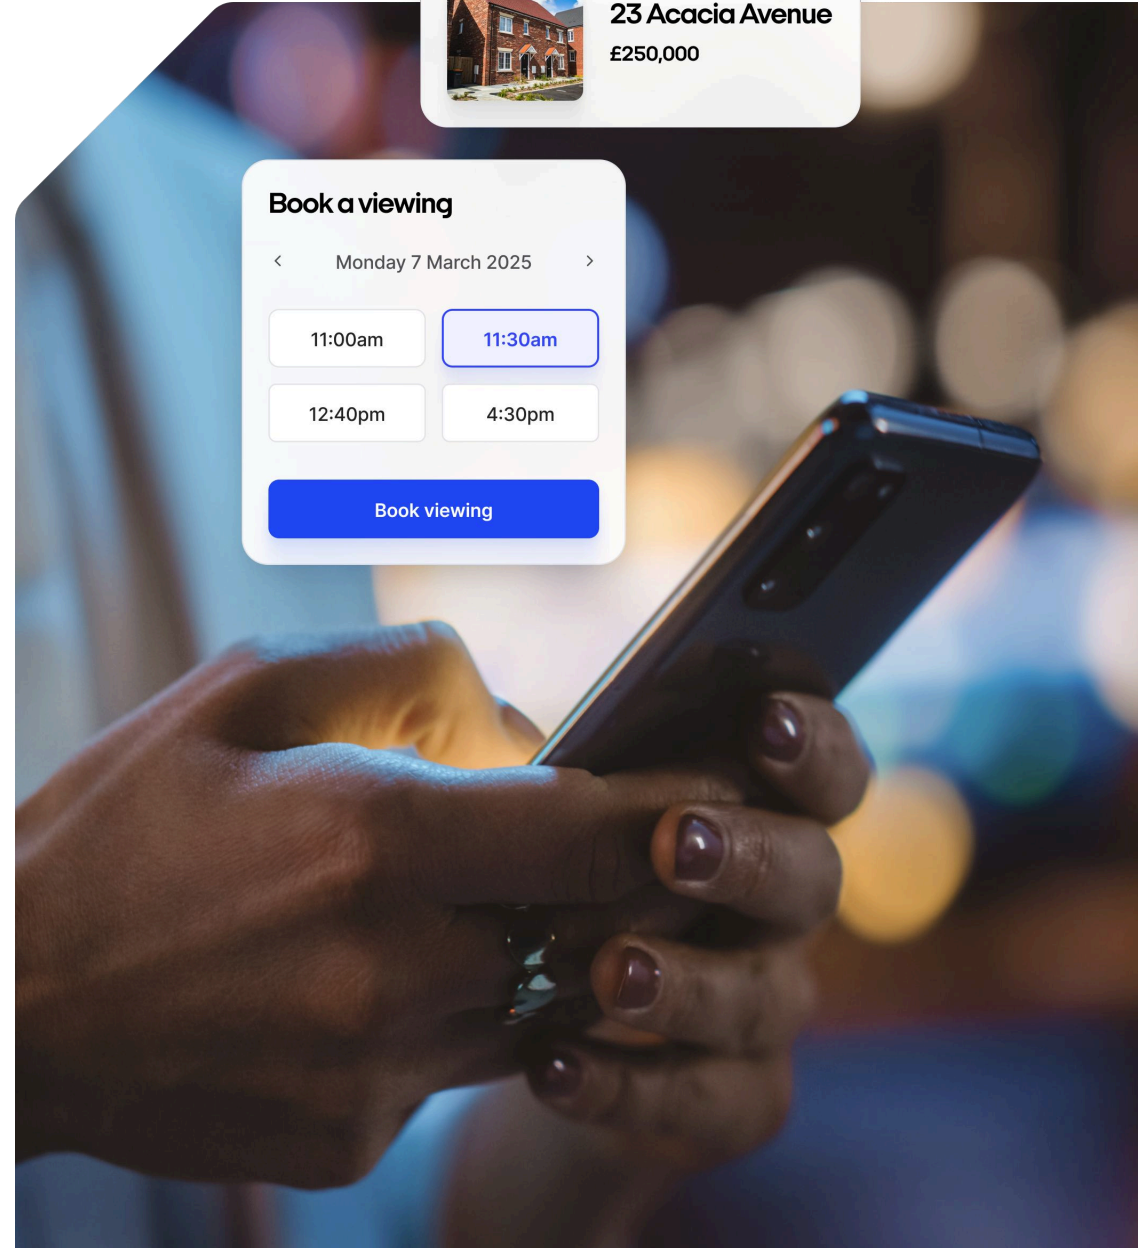 23 Acacia Avenue
£250,000
Book a viewing
Monday 7 March 2025
11:00am
11:30am
12:40pm
4:30pm
Book viewing